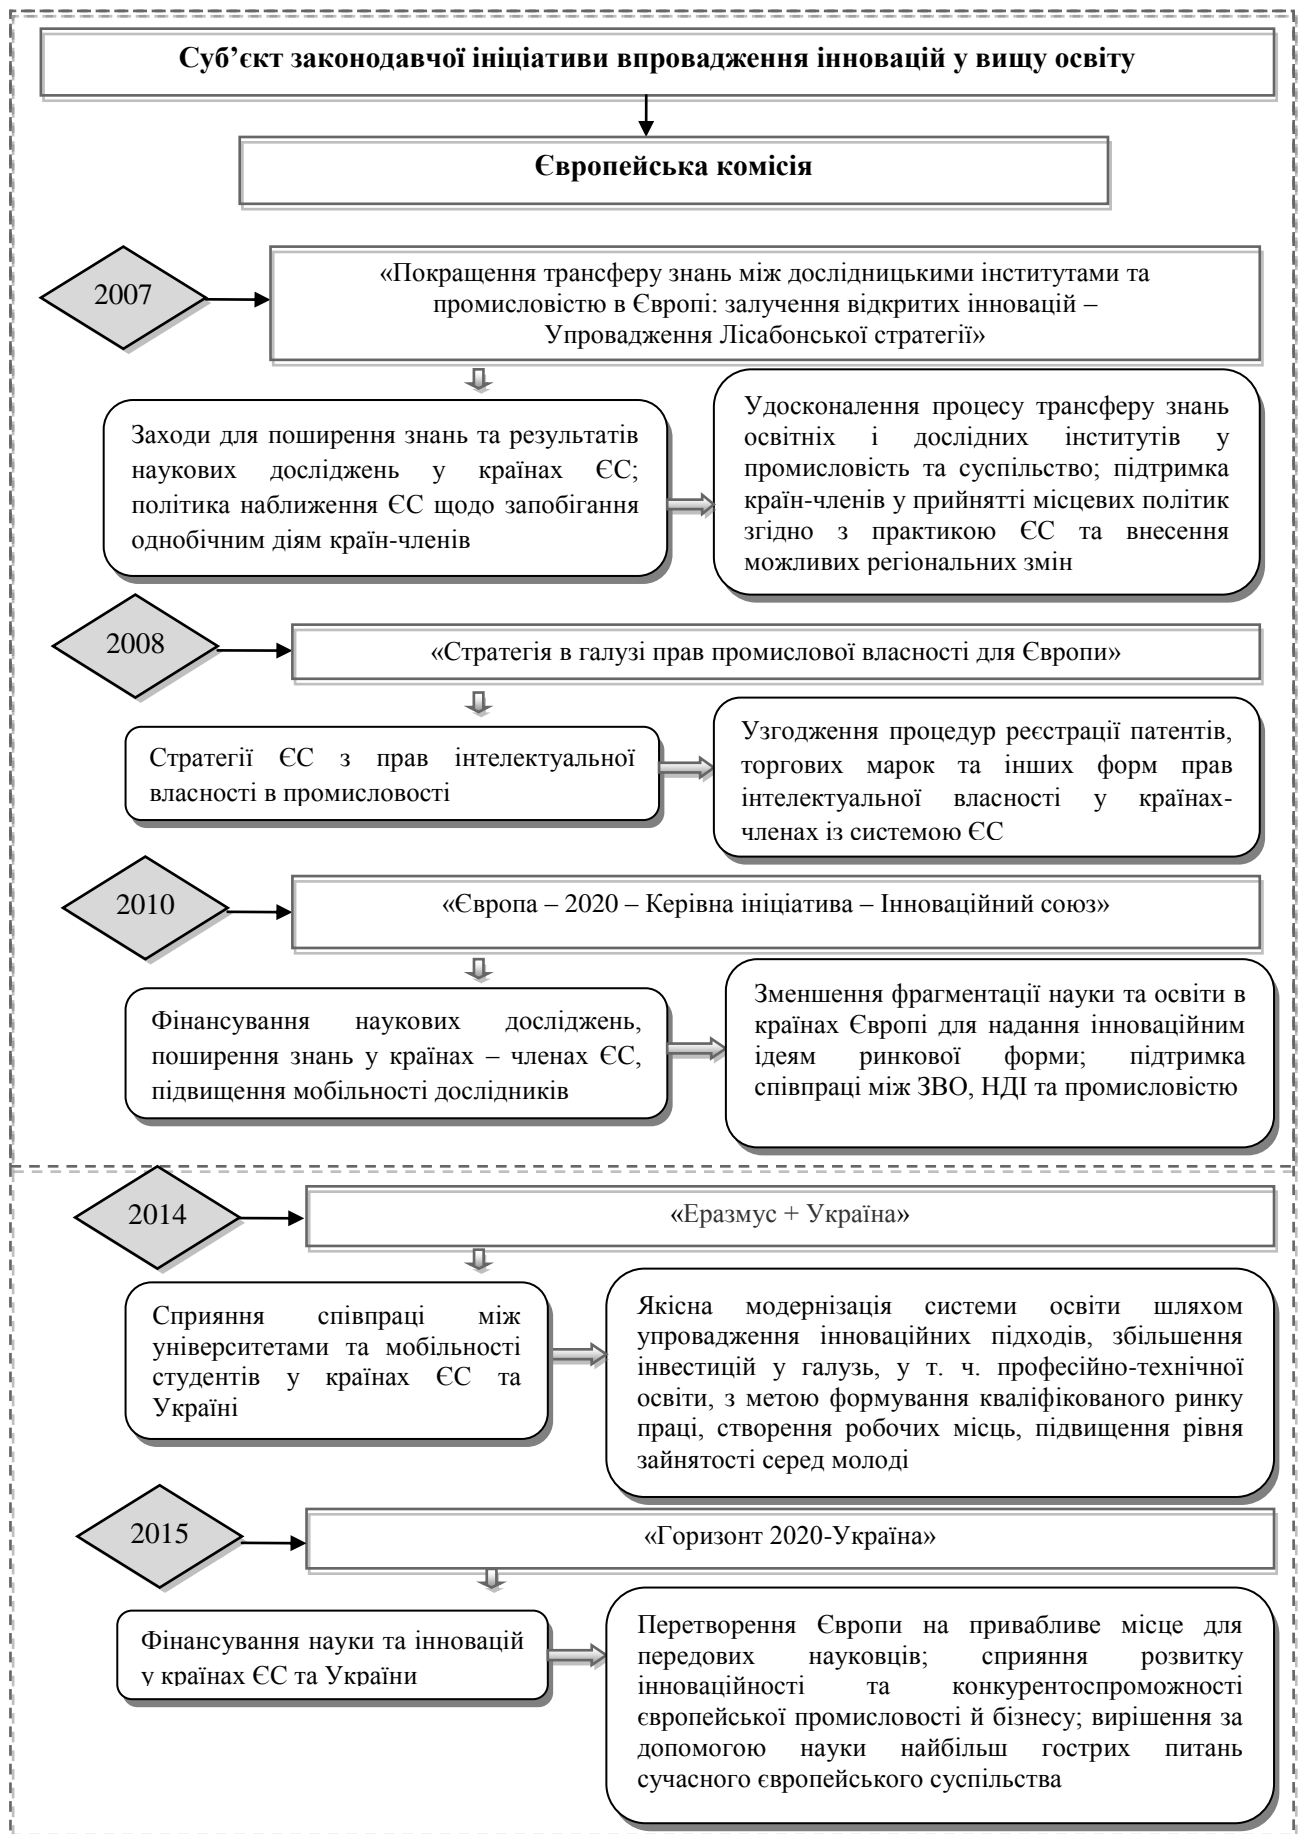 Суб’єкт законодавчої ініціативи впровадження інновацій у вищу освіту
Європейська комісія
2007
«Покращення трансферу знань між дослідницькими інститутами та
промисловістю в Європі: залучення відкритих інновацій –
Упровадження Лісабонської стратегії»
Заходи для поширення знань та результатів
наукових досліджень у країнах ЄС;
політика наближення ЄС щодо запобігання
однобічним діям країн-членів
Удосконалення процесу трансферу знань
освітніх і дослідних інститутів у
промисловість та суспільство; підтримка
країн-членів у прийнятті місцевих політик
згідно з практикою ЄС та внесення
можливих регіональних змін
2008
«Стратегія в галузі прав промислової власності для Європи»
Стратегії ЄС з прав інтелектуальної
власності в промисловості
Узгодження процедур реєстрації патентів,
торгових марок та інших форм прав
інтелектуальної власності у країнах-
членах із системою ЄС
2010
«Європа – 2020 – Керівна ініціатива – Інноваційний союз»
Фінансування наукових досліджень,
поширення знань у країнах – членах ЄС,
підвищення мобільності дослідників
Зменшення фрагментації науки та освіти в
країнах Європі для надання інноваційним
ідеям ринкової форми; підтримка
співпраці між ЗВО, НДІ та промисловістю
2014
«Еразмус + Україна»
Сприяння співпраці між
університетами та мобільності
студентів у країнах ЄС та
Україні
Якісна модернізація системи освіти шляхом
упровадження інноваційних підходів, збільшення
інвестицій у галузь, у т. ч. професійно-технічної
освіти, з метою формування кваліфікованого ринку
праці, створення робочих місць, підвищення рівня
зайнятості серед молоді
2015
«Горизонт 2020-Україна»
Фінансування науки та інновацій
у країнах ЄС та України
Перетворення Європи на привабливе місце для
передових науковців; сприяння розвитку
інноваційності та конкурентоспроможності
європейської промисловості й бізнесу; вирішення за
допомогою науки найбільш гострих питань
сучасного європейського суспільства